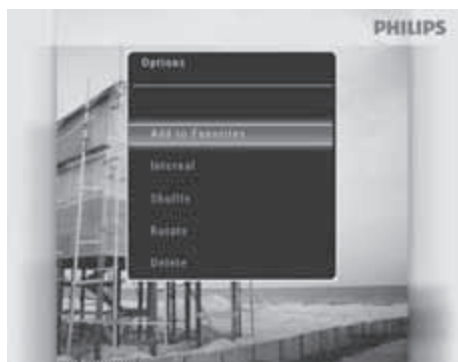 PHILIPS
Options
Add to Favorites
Interval
Shuffle
Rotate
Delete